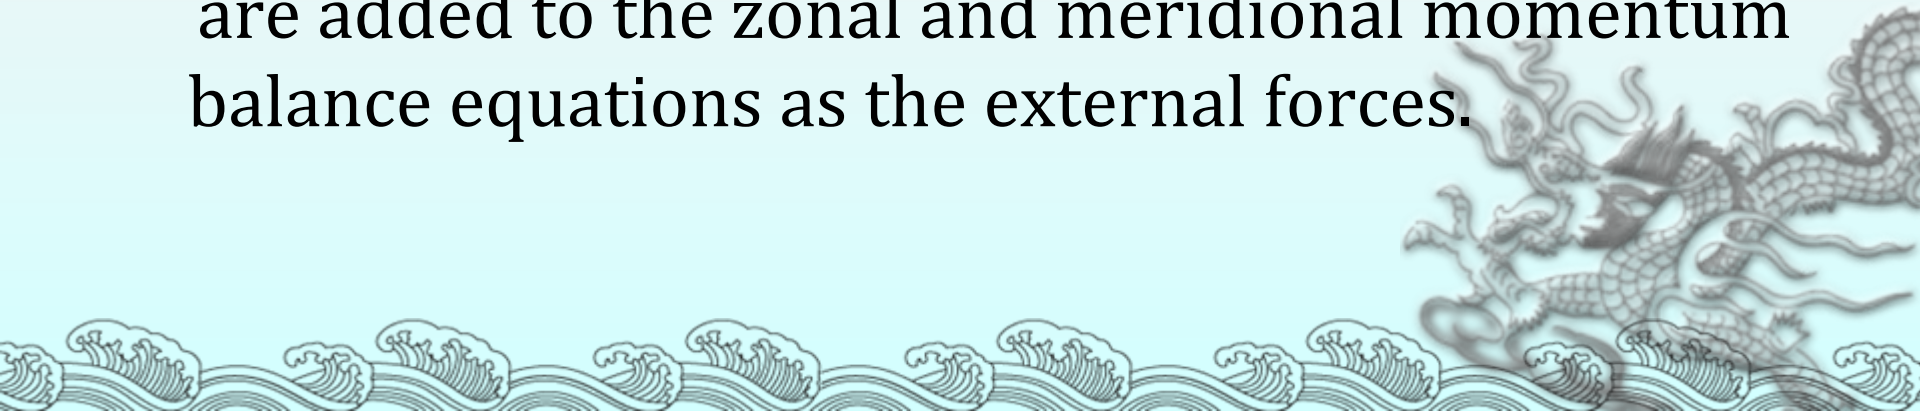 are added to the zonal and meridional momentum
balance equations as the external forces.